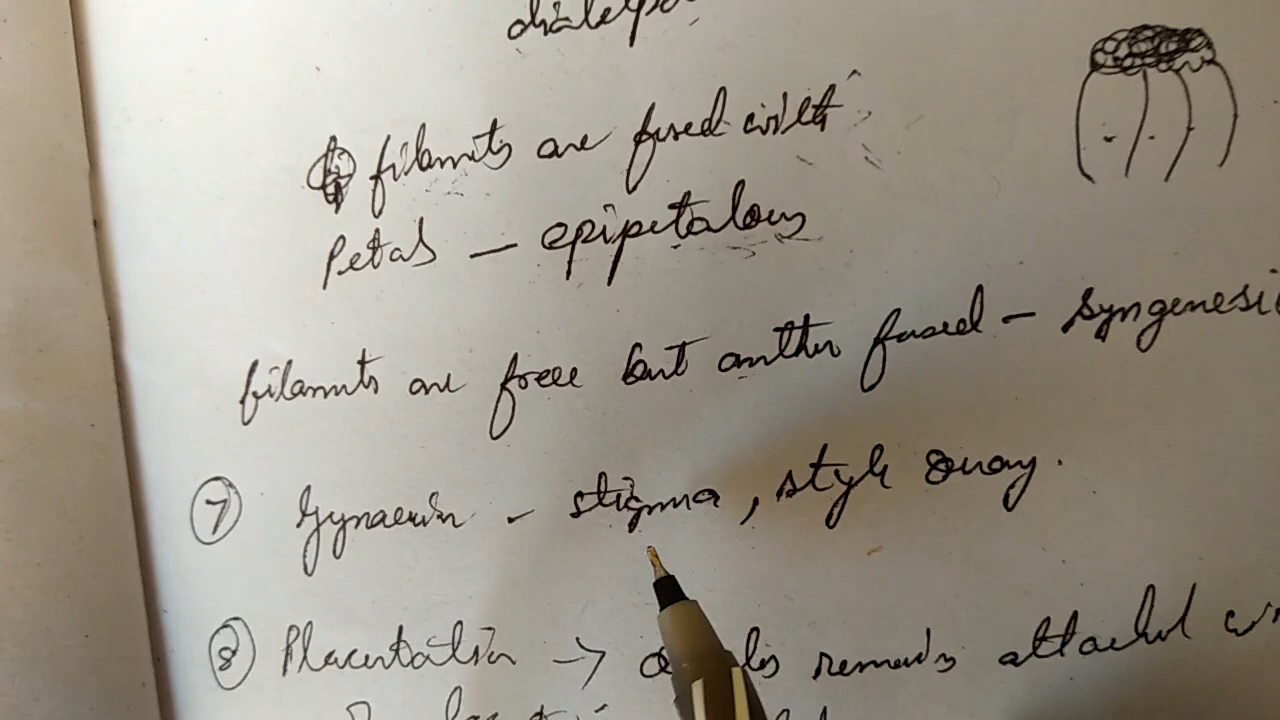 filaments are fused with
Petals — epipetalous
filaments are free but anther fused — syngenesi
7 Gynaecium - stigma, style ovary.
8 Placentation → remains attached